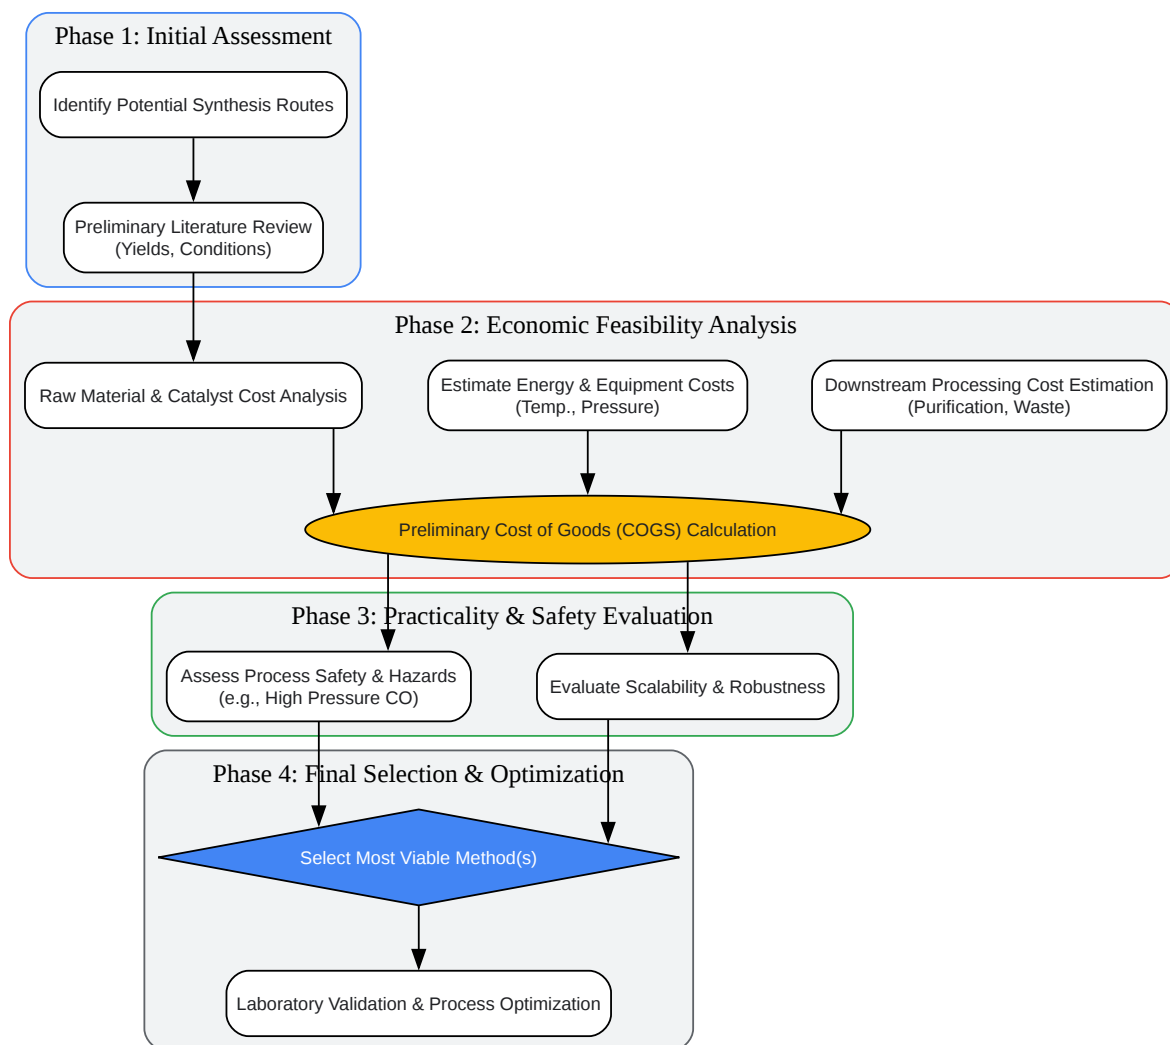 Phase 1: Initial Assessment
Identify Potential Synthesis Routes
Preliminary Literature Review
(Yields, Conditions)
Phase 2: Economic Feasibility Analysis
Raw Material & Catalyst Cost Analysis
Estimate Energy & Equipment Costs
(Temp., Pressure)
Downstream Processing Cost Estimation
(Purification, Waste)
Preliminary Cost of Goods (COGS) Calculation
Phase 3: Practicality & Safety Evaluation
Assess Process Safety & Hazards
(e.g., High Pressure CO)
Evaluate Scalability & Robustness
Phase 4: Final Selection & Optimization
Select Most Viable Method(s)
Laboratory Validation & Process Optimization